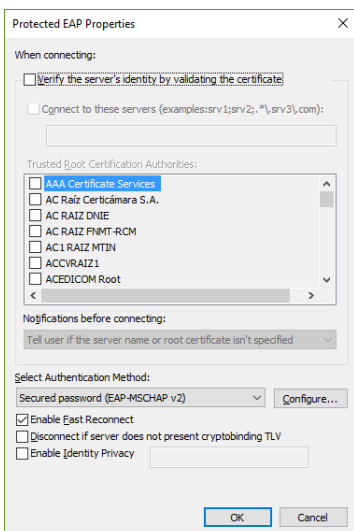 Protected EAP Properties
When connecting:
Verify the server's identity by validating the certificate
Connect to these servers (examples:srv1;srv2;.*\.srv3\.com):
Trusted Root Certification Authorities:
AAA Certificate Services
AC Raíz Certicámara S.A.
AC RAIZ DNIE
AC RAIZ FNMT-RCM
AC1 RAIZ MTIN
ACCVRAIZ1
ACEDICOM Root
Notifications before connecting:
Tell user if the server name or root certificate isn't specified
Select Authentication Method:
Secured password (EAP-MSCHAP v2)
Configure...
Enable Fast Reconnect
Disconnect if server does not present cryptobinding TLV
Enable Identity Privacy
OK
Cancel